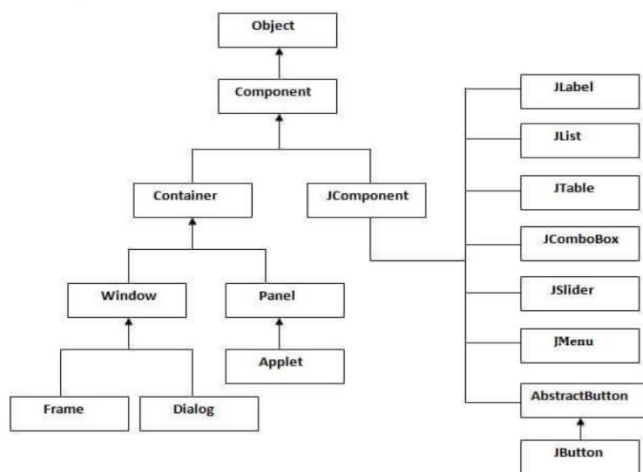 Object
Component
Container
JComponent
Window
Panel
Applet
Frame
Dialog
JLabel
JList
JTable
JComboBox
JSlider
JMenu
AbstractButton
JButton